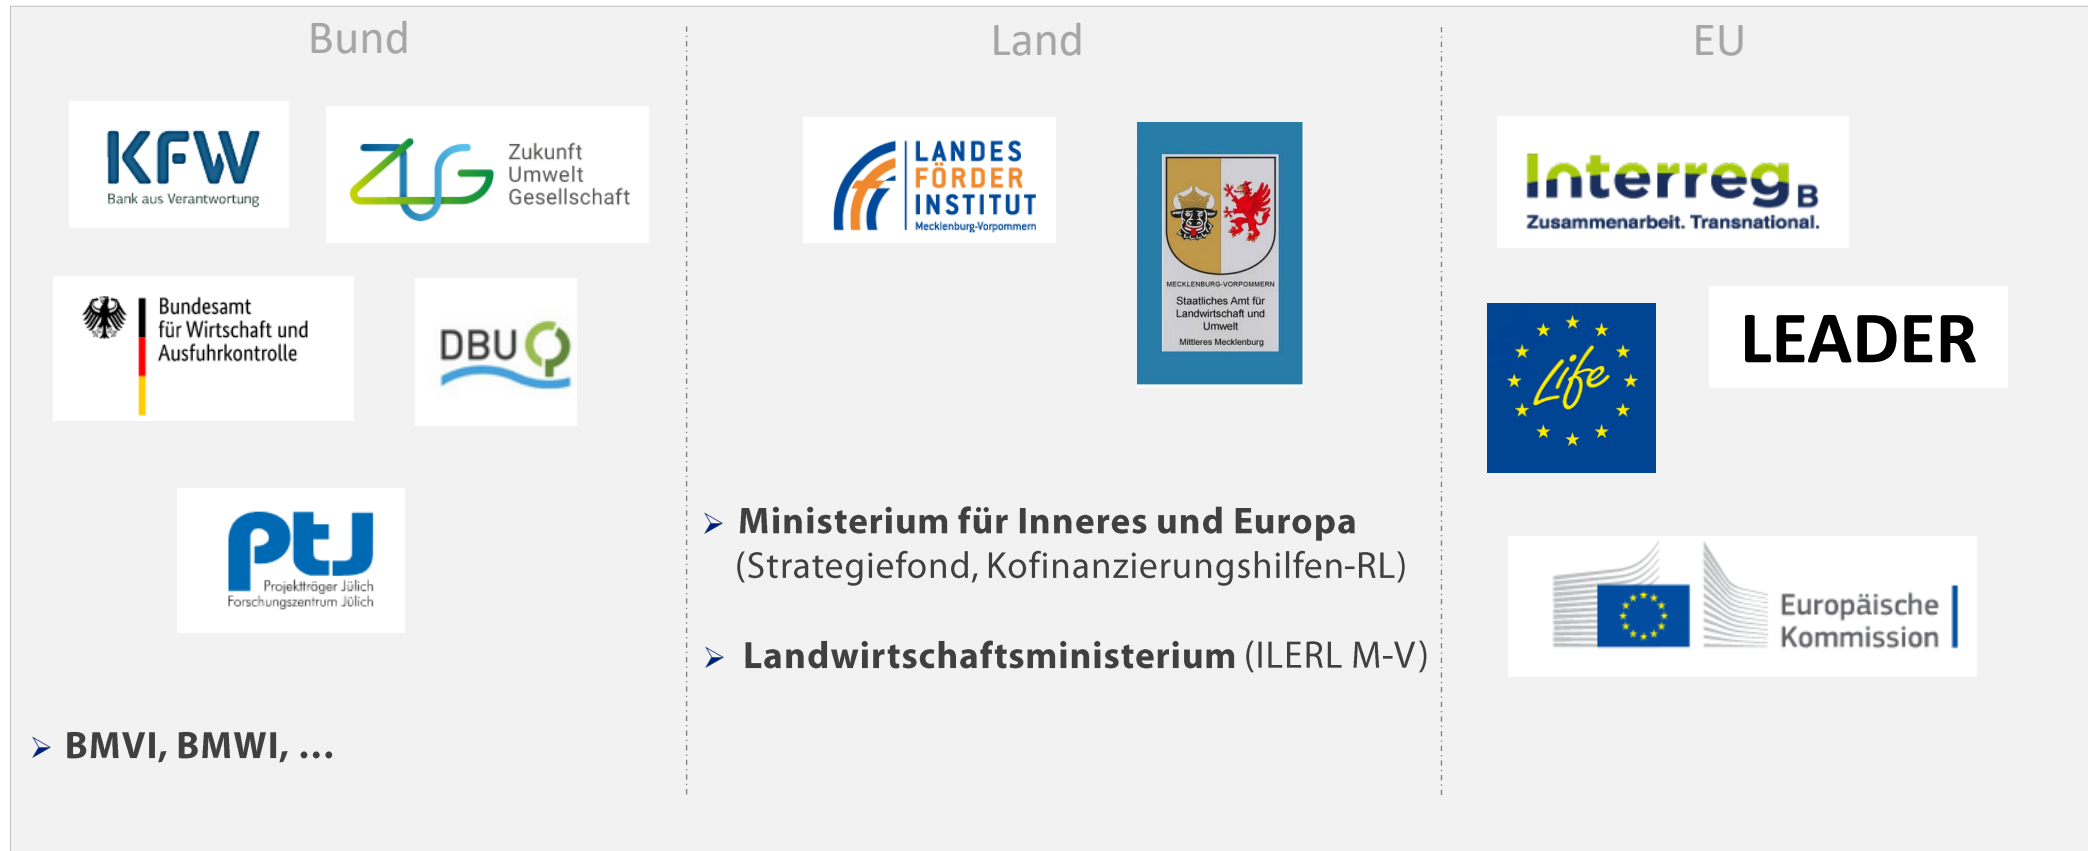 Bund
KFW
Bank aus Verantwortung
ZUG
Zukunft
Umwelt
Gesellschaft
Bundesamt
für Wirtschaft und
Ausfuhrkontrolle
DBU
ptJ
Projektträger Jülich
Forschungszentrum Jülich
BMVI, BMWI, ...
Land
LANDES
FÖRDER
INSTITUT
Mecklenburg-Vorpommern
MECKLENBURG-VORPOMMERN
Staatliches Amt für
Landwirtschaft und
Umwelt
Mittleres Mecklenburg
Ministerium für Inneres und Europa
(Strategiefond, Kofinanzierungshilfen-RL)
Landwirtschaftsministerium (ILERL M-V)
EU
Interreg B
Zusammenarbeit. Transnational.
Life
LEADER
Europäische
Kommission